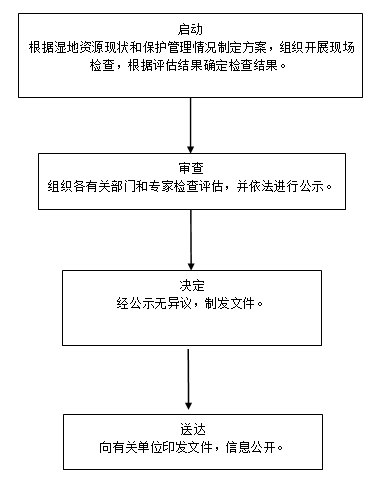 启动
根据湿地资源现状和保护管理情况制定方案，组织开展现场
检查，根据评估结果确定检查结果。
审查
组织各有关部门和专家检查评估，并依法进行公示。
决定
经公示无异议，制发文件。
送达
向有关单位印发文件，信息公开。